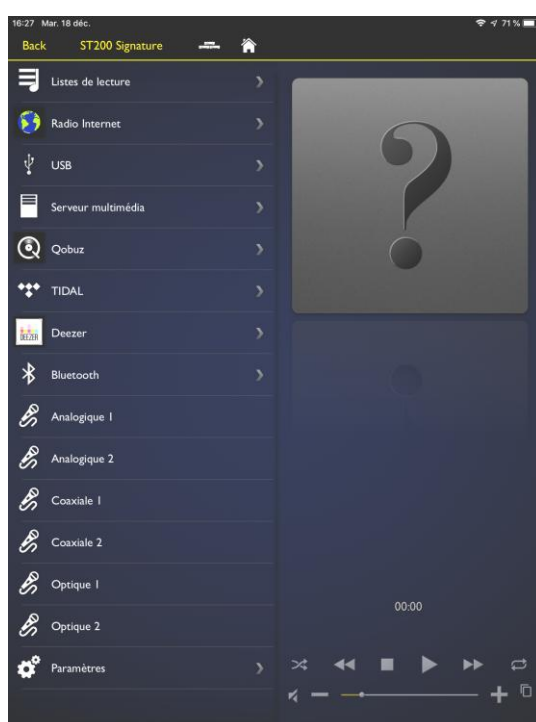 16:27 Mar. 18 déc.
71 %
Back ST200 Signature
Listes de lecture
Radio Internet
USB
Serveur multimédia
Qobuz
TIDAL
DEEZER
Deezer
Bluetooth
Analogique 1
Analogique 2
Coaxiale 1
Coaxiale 2
Optique 1
Optique 2
Paramètres
?
00:00